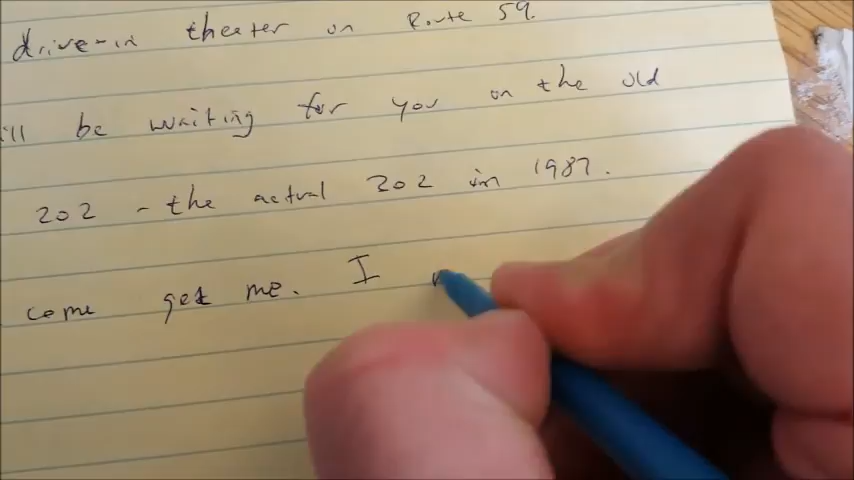 drive-in theater on Route 59.
ill be waiting for you on the old
202 - the actual 202 in 1987.
come get me. I